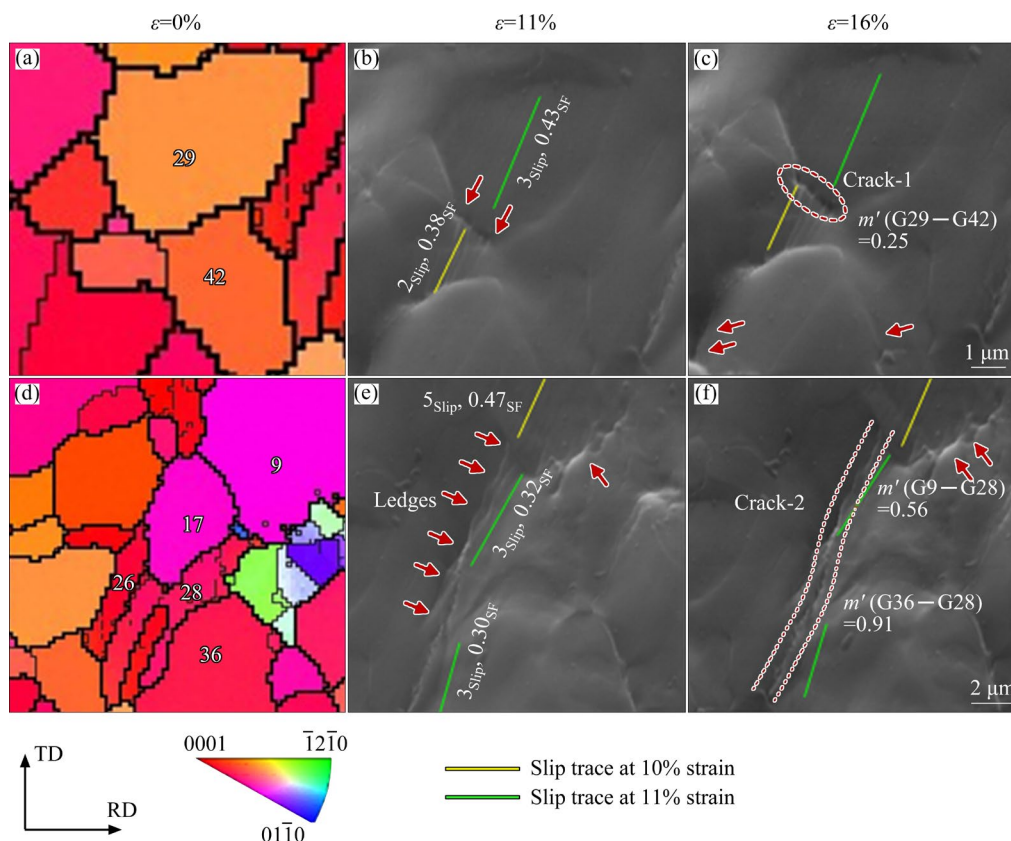 ε=0%
ε=11%
ε=16%
(a)
29
42
(b)
3Slip, 0.43SF
2Slip, 0.38SF
(c)
Crack-1
m′(G29−G42)
=0.25
1 μm
(d)
9
17
26
28
36
(e)
5Slip, 0.47SF
3Slip, 0.32SF
Ledges
3Slip, 0.30SF
(f)
Crack-2
m′(G9−G28)
=0.56
m′(G36−G28)
=0.91
2 μm
TD
RD
0001
1̄21̄0
011̄0
Slip trace at 10% strain
Slip trace at 11% strain